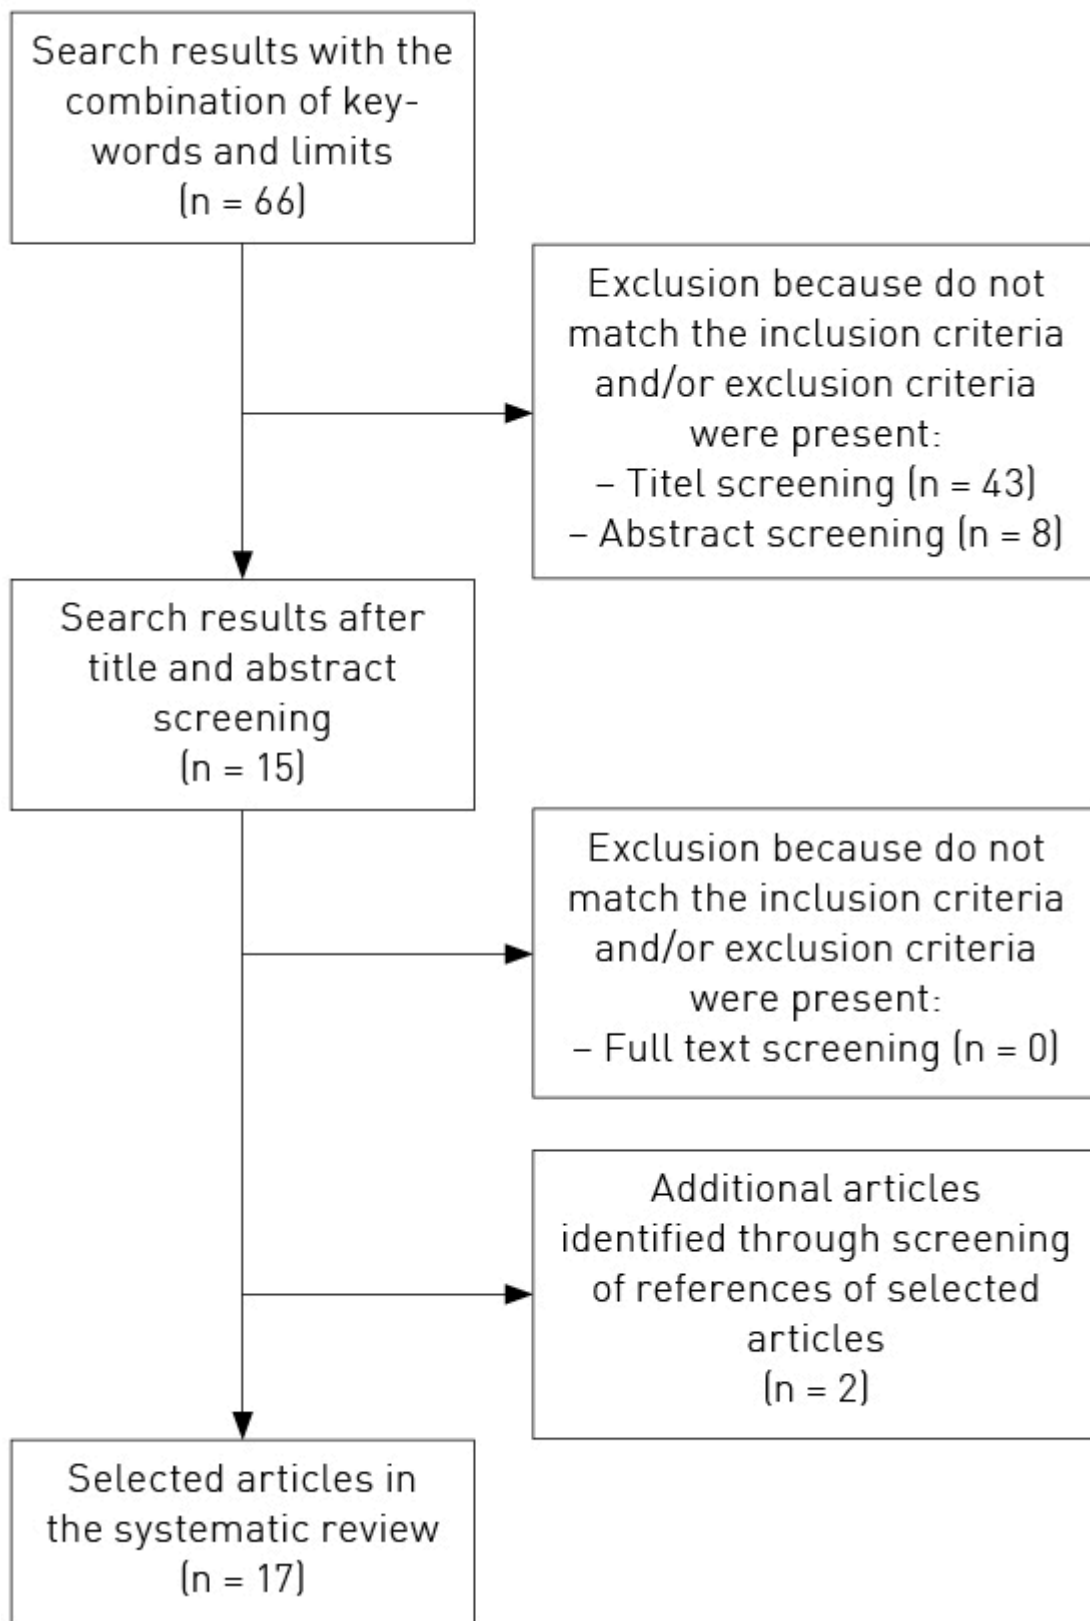 Search results with the
combination of key-
words and limits
(n = 66)
Exclusion because do not
match the inclusion criteria
and/or exclusion criteria
were present:
– Titel screening (n = 43)
– Abstract screening (n = 8)
Search results after
title and abstract
screening
(n = 15)
Exclusion because do not
match the inclusion criteria
and/or exclusion criteria
were present:
– Full text screening (n = 0)
Additional articles
identified through screening
of references of selected
articles
(n = 2)
Selected articles in
the systematic review
(n = 17)